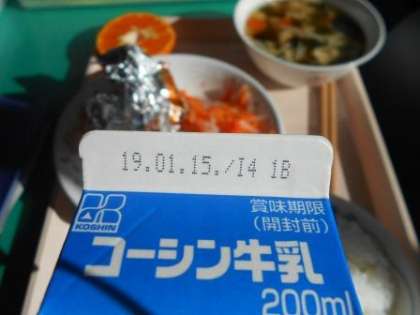 19.01.15./I4 1B
KOSHIN
賞味期限
(開封前)
コーシン牛乳
200ml